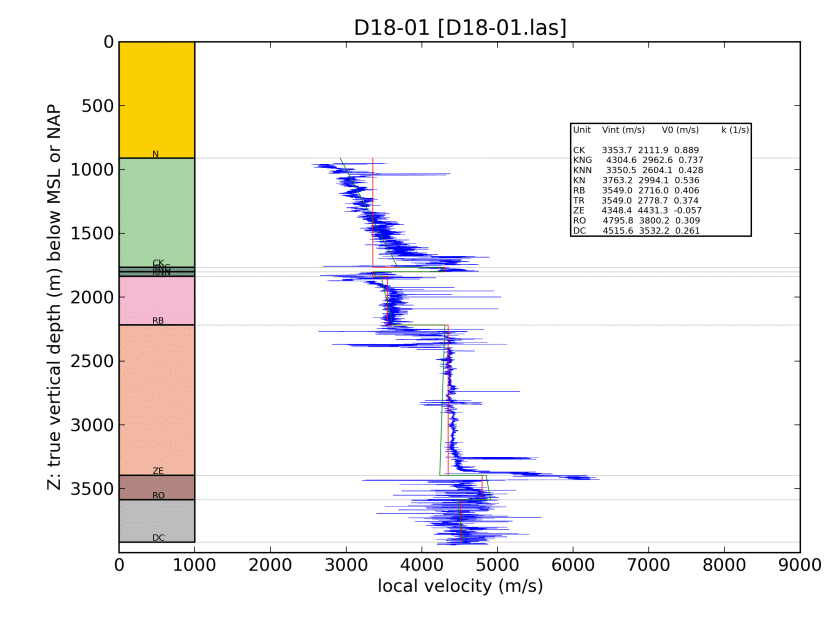 D18-01 [D18-01.las]
Z: true vertical depth (m) below MSL or NAP
0
500
1000
1500
2000
2500
3000
3500
N
CK
KNN
RB
ZE
RO
DC
Unit Vint (m/s) V0 (m/s) k (1/s)
CK 3353.7 2111.9 0.889
KNG 4304.6 2962.6 0.737
KNN 3350.5 2604.1 0.428
KN 3763.2 2994.1 0.536
RB 3549.0 2716.0 0.406
TR 3549.0 2778.7 0.374
ZE 4348.4 4431.3 -0.057
RO 4795.8 3800.2 0.309
DC 4515.6 3532.2 0.261
0 1000 2000 3000 4000 5000 6000 7000 8000 9000
local velocity (m/s)